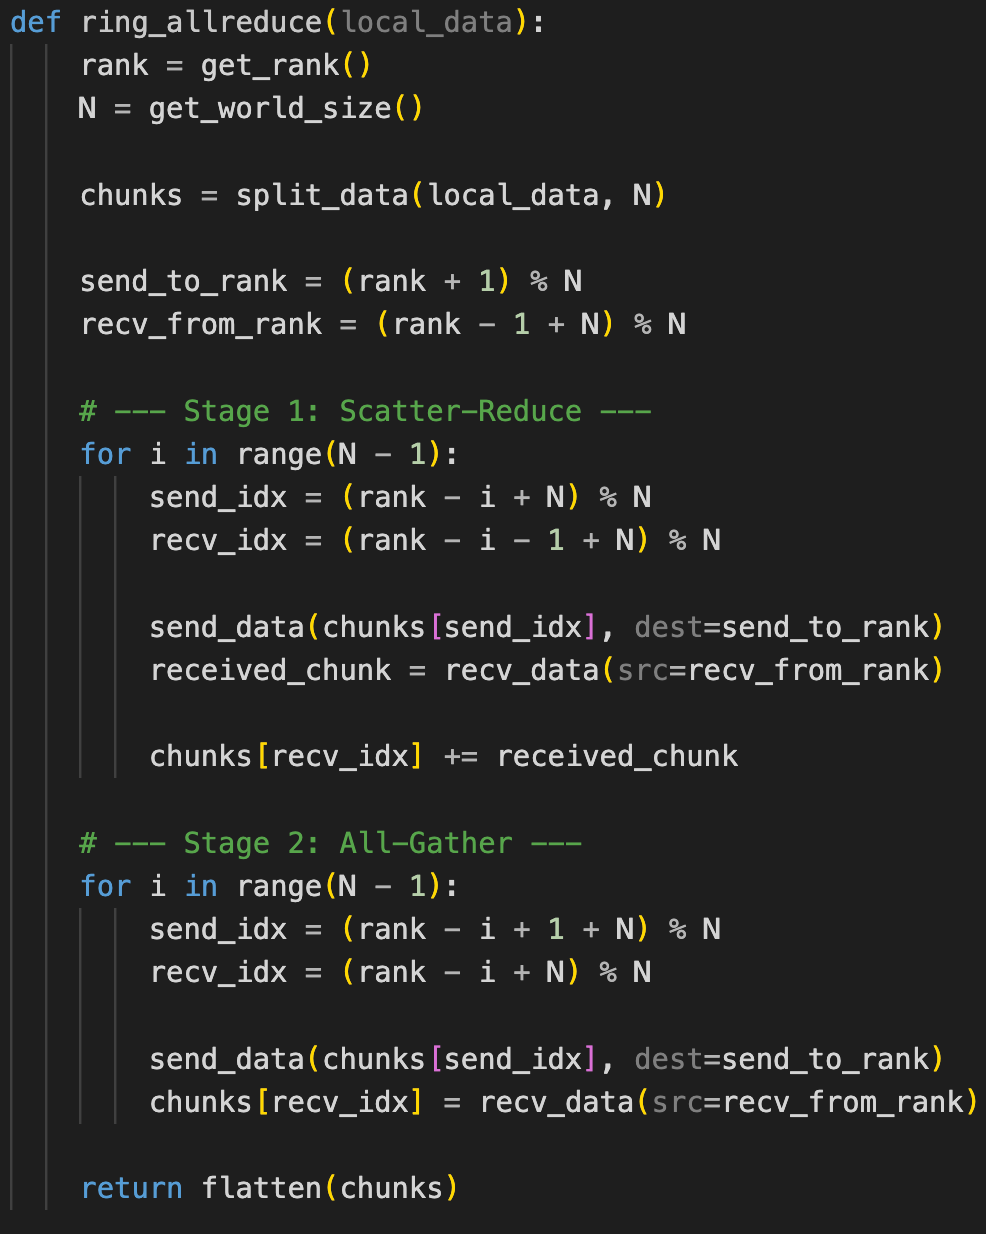 def ring_allreduce(local_data):
    rank = get_rank()
    N = get_world_size()

    chunks = split_data(local_data, N)

    send_to_rank = (rank + 1) % N
    recv_from_rank = (rank - 1 + N) % N

    # --- Stage 1: Scatter-Reduce ---
    for i in range(N - 1):
        send_idx = (rank - i + N) % N
        recv_idx = (rank - i - 1 + N) % N

        send_data(chunks[send_idx], dest=send_to_rank)
        received_chunk = recv_data(src=recv_from_rank)

        chunks[recv_idx] += received_chunk

    # --- Stage 2: All-Gather ---
    for i in range(N - 1):
        send_idx = (rank - i + 1 + N) % N
        recv_idx = (rank - i + N) % N

        send_data(chunks[send_idx], dest=send_to_rank)
        chunks[recv_idx] = recv_data(src=recv_from_rank)

    return flatten(chunks)